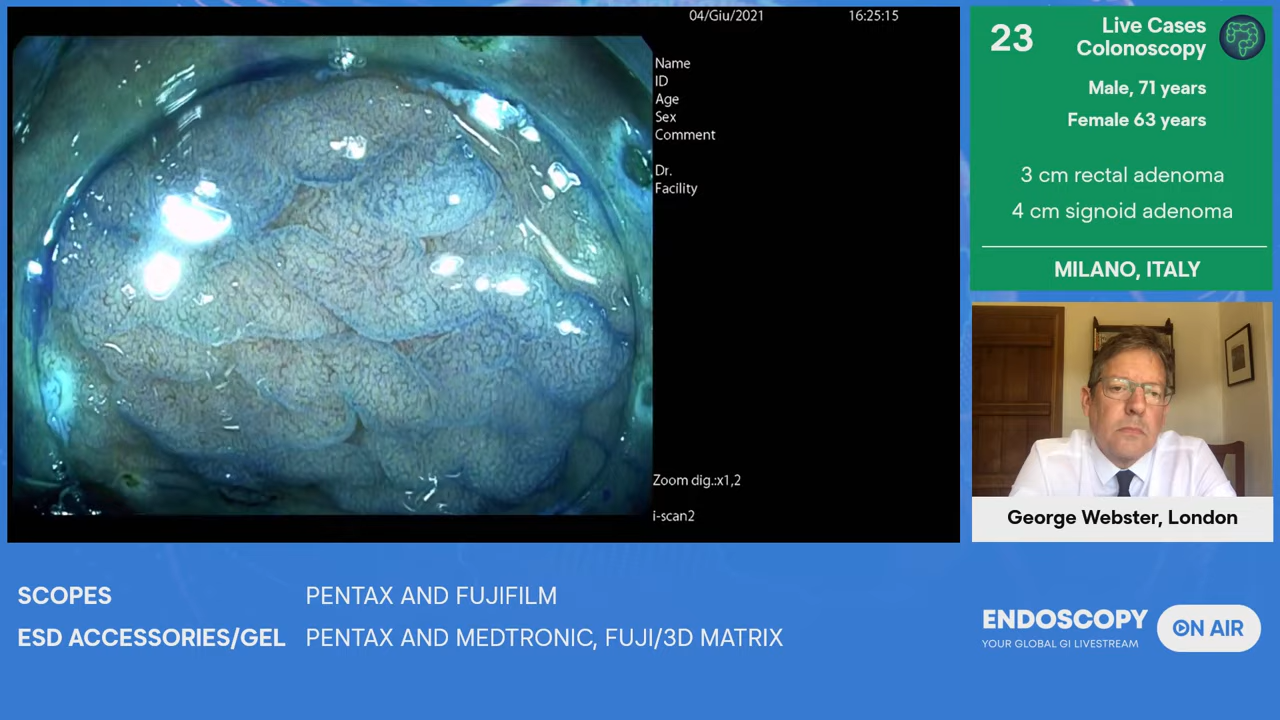 04/Giu/2021 16:25:15
Name
ID
Age
Sex
Comment
Dr.
Facility
Zoom dig.:x1,2
i-scan2
23
Live Cases
Colonoscopy
Male, 71 years
Female 63 years
3 cm rectal adenoma
4 cm signoid adenoma
MILANO, ITALY
George Webster, London
SCOPES PENTAX AND FUJIFILM
ESD ACCESSORIES/GEL PENTAX AND MEDTRONIC, FUJI/3D MATRIX
ENDOSCOPY ON AIR
YOUR GLOBAL GI LIVESTREAM